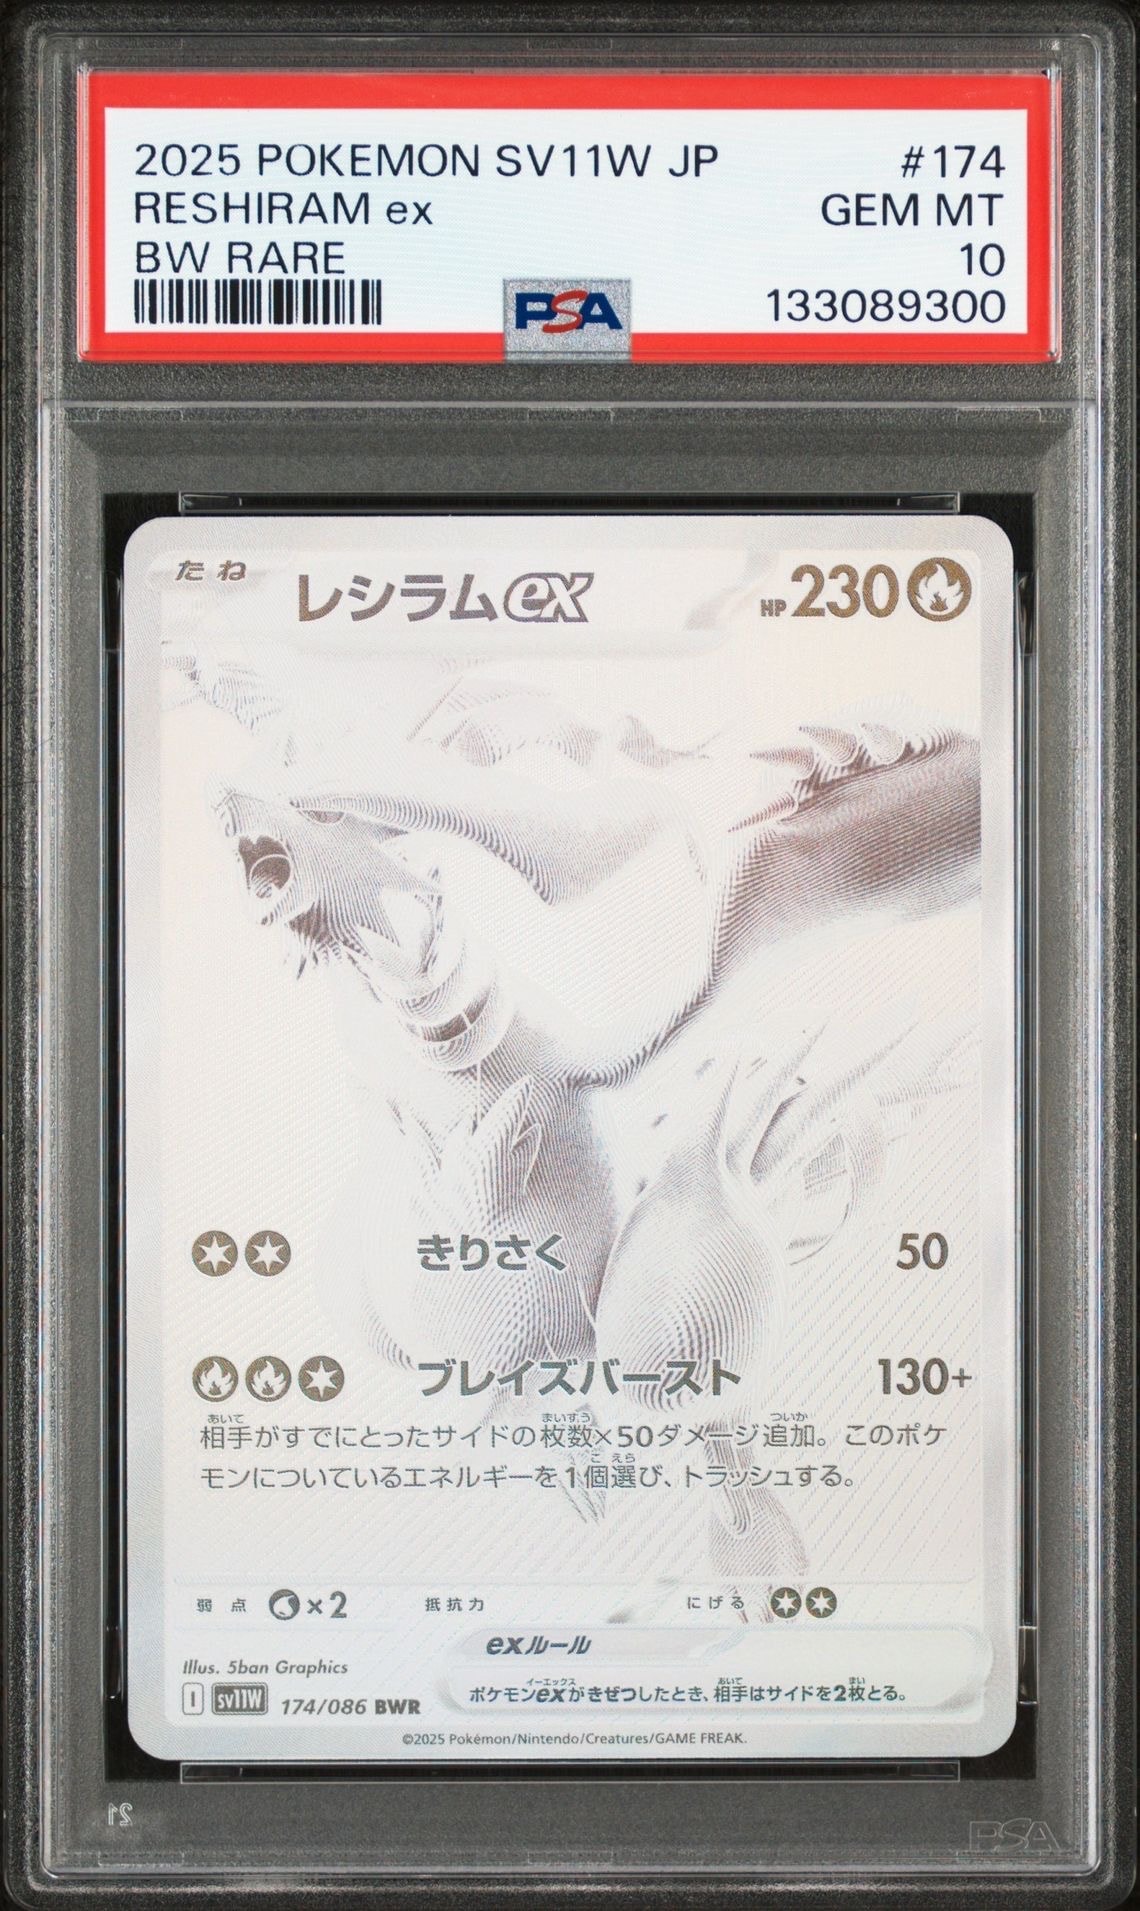 2025 POKEMON SV11W JP #174
RESHIRAM ex GEM MT
BW RARE 10
PSA 133089300
たね レシラムex HP230
きりさく 50
ブレイズバースト 130+
相手がすでにとったサイドの枚数×50ダメージ追加。このポケ
モンについているエネルギーを1個選び、トラッシュする。
弱点 ×2 抵抗力 にげる
exルール
ポケモンexがきぜつしたとき、相手はサイドを2枚とる。
Illus. 5ban Graphics
I sv11W 174/086 BWR
©2025 Pokémon/Nintendo/Creatures/GAME FREAK.
21
PSA